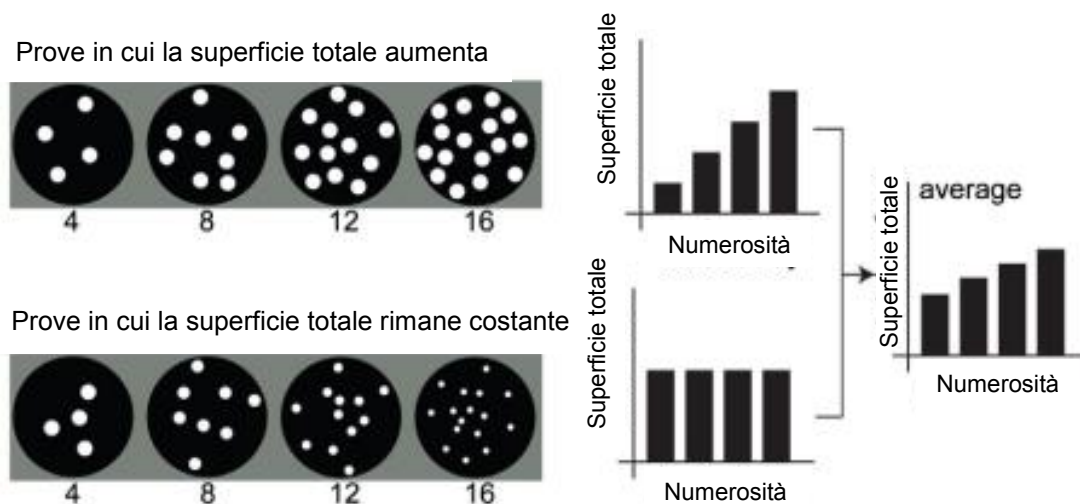 Prove in cui la superficie totale aumenta
4 8 12 16
Prove in cui la superficie totale rimane costante
4 8 12 16
Superficie totale
Numerosità
Superficie totale
Numerosità
average
Superficie totale
Numerosità